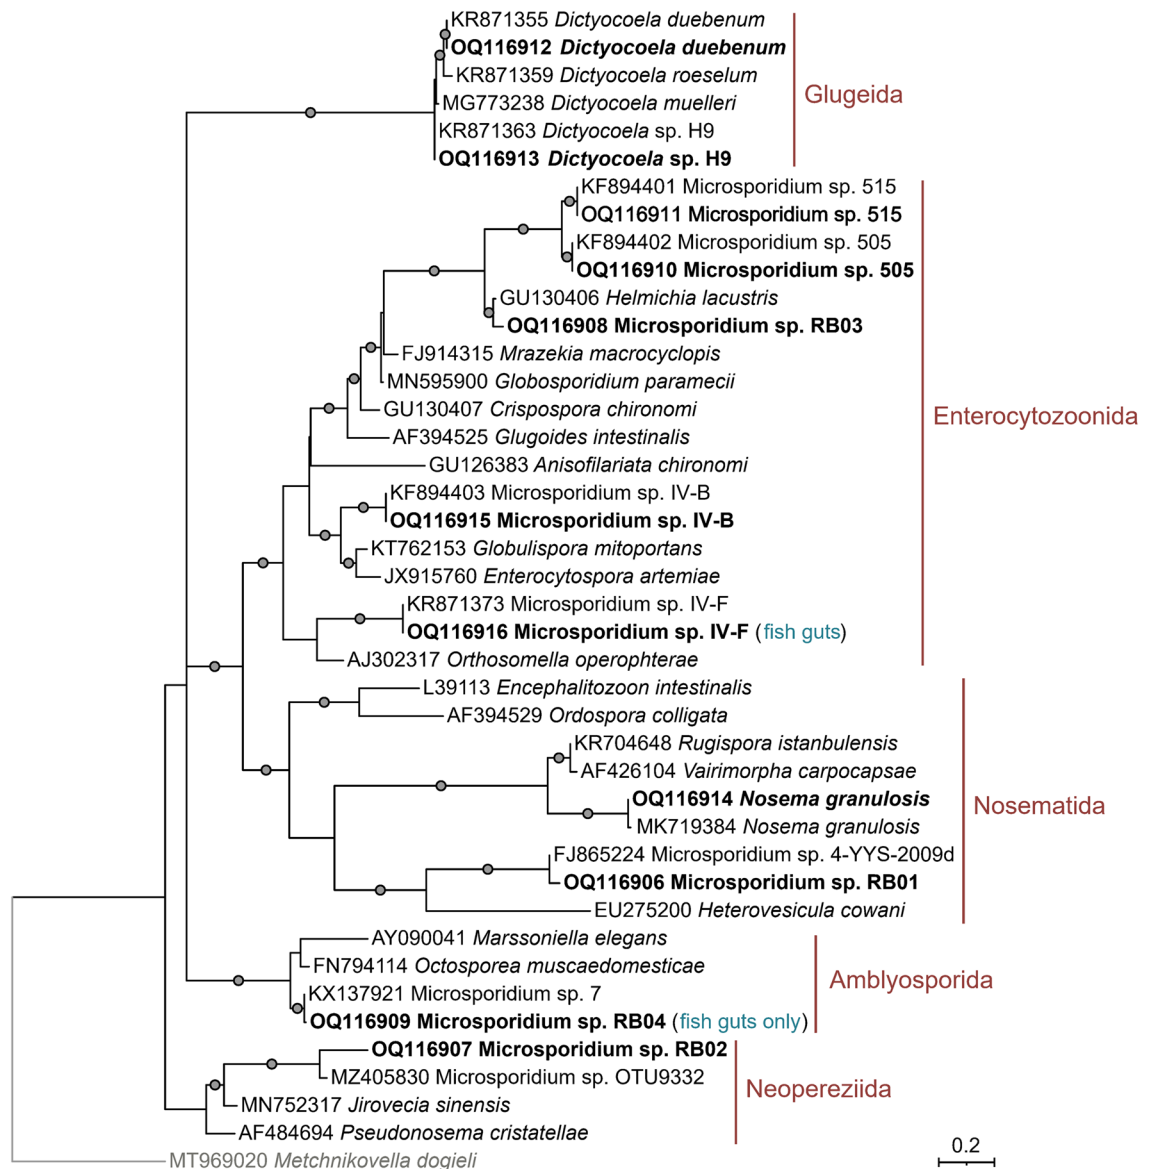 KR871355 Dictyocoela duebenum
OQ116912 Dictyocoela duebenum
KR871359 Dictyocoela roeselum
Glugeida
MG773238 Dictyocoela muelleri
KR871363 Dictyocoela sp. H9
OQ116913 Dictyocoela sp. H9
KF894401 Microsporidium sp. 515
OQ116911 Microsporidium sp. 515
KF894402 Microsporidium sp. 505
OQ116910 Microsporidium sp. 505
GU130406 Helmichia lacustris
OQ116908 Microsporidium sp. RB03
FJ914315 Mrazekia macrocyclopis
MN595900 Globosporidium paramecii
GU130407 Crispospora chironomi
Enterocytozoonida
AF394525 Glugoides intestinalis
GU126383 Anisofilariata chironomi
KF894403 Microsporidium sp. IV-B
OQ116915 Microsporidium sp. IV-B
KT762153 Globulispora mitoportans
JX915760 Enterocytospora artemiae
KR871373 Microsporidium sp. IV-F
OQ116916 Microsporidium sp. IV-F (fish guts)
AJ302317 Orthosomella operophterae
L39113 Encephalitozoon intestinalis
AF394529 Ordospora colligata
KR704648 Rugispora istanbulensis
AF426104 Vairimorpha carpocapsae
OQ116914 Nosema granulosis
Nosematida
MK719384 Nosema granulosis
FJ865224 Microsporidium sp. 4-YYS-2009d
OQ116906 Microsporidium sp. RB01
EU275200 Heterovesicula cowani
AY090041 Marssoniella elegans
FN794114 Octosporea muscaedomesticae
Amblyosporida
KX137921 Microsporidium sp. 7
OQ116909 Microsporidium sp. RB04 (fish guts only)
OQ116907 Microsporidium sp. RB02
MZ405830 Microsporidium sp. OTU9332
Neopereziida
MN752317 Jirovecia sinensis
AF484694 Pseudonosema cristatellae
0.2
MT969020 Metchnikovella dogieli